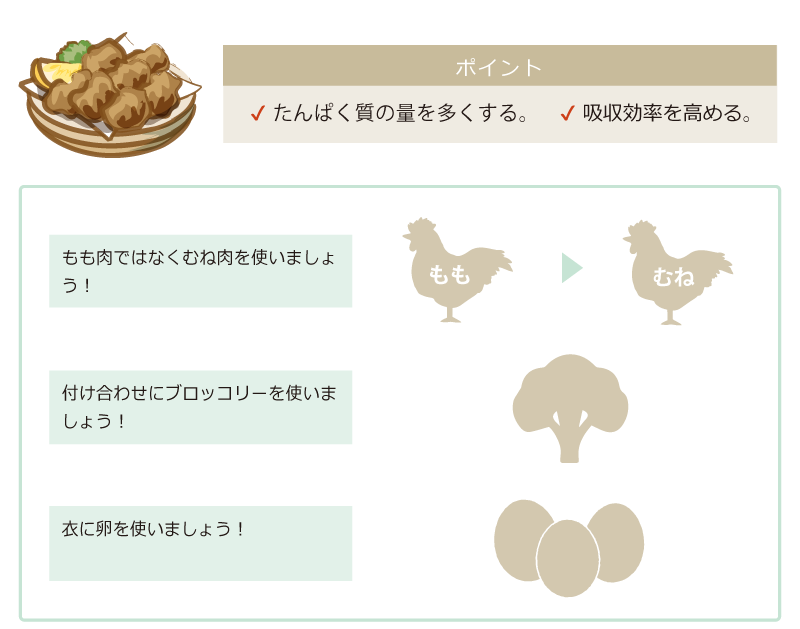 ポイント
✓ たんぱく質の量を多くする。 ✓ 吸収効率を高める。
もも肉ではなくむね肉を使いましょ
う！
もも
むね
付け合わせにブロッコリーを使いま
しょう！
衣に卵を使いましょう！